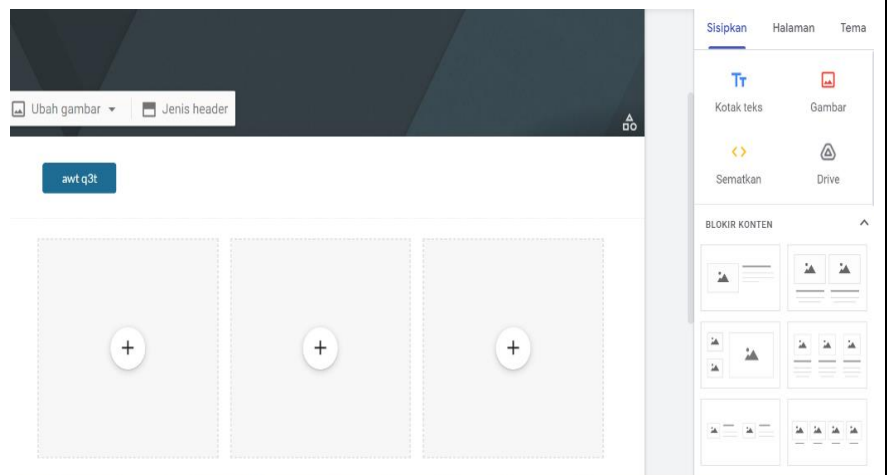 Sisipkan Halaman Tema
Ubah gambar Jenis header
Tт
Kotak teks Gambar
awt q3t
Sematkan Drive
BLOKIR KONTEN